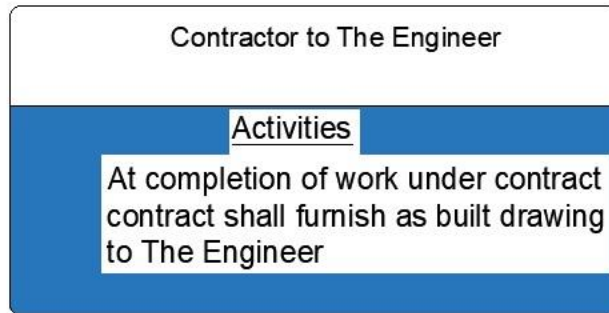 Contractor to The Engineer
Activities
At completion of work under contract
contract shall furnish as built drawing
to The Engineer